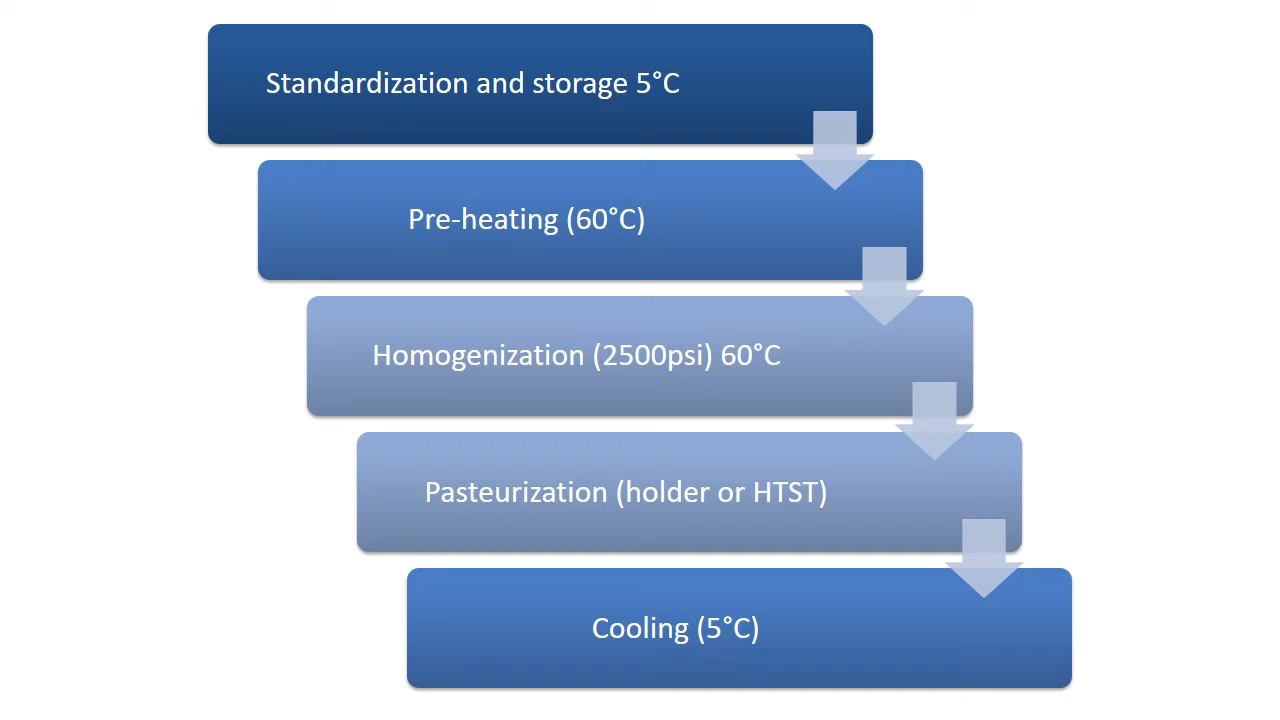 Standardization and storage 5°C
Pre-heating (60°C)
Homogenization (2500psi) 60°C
Pasteurization (holder or HTST)
Cooling (5°C)